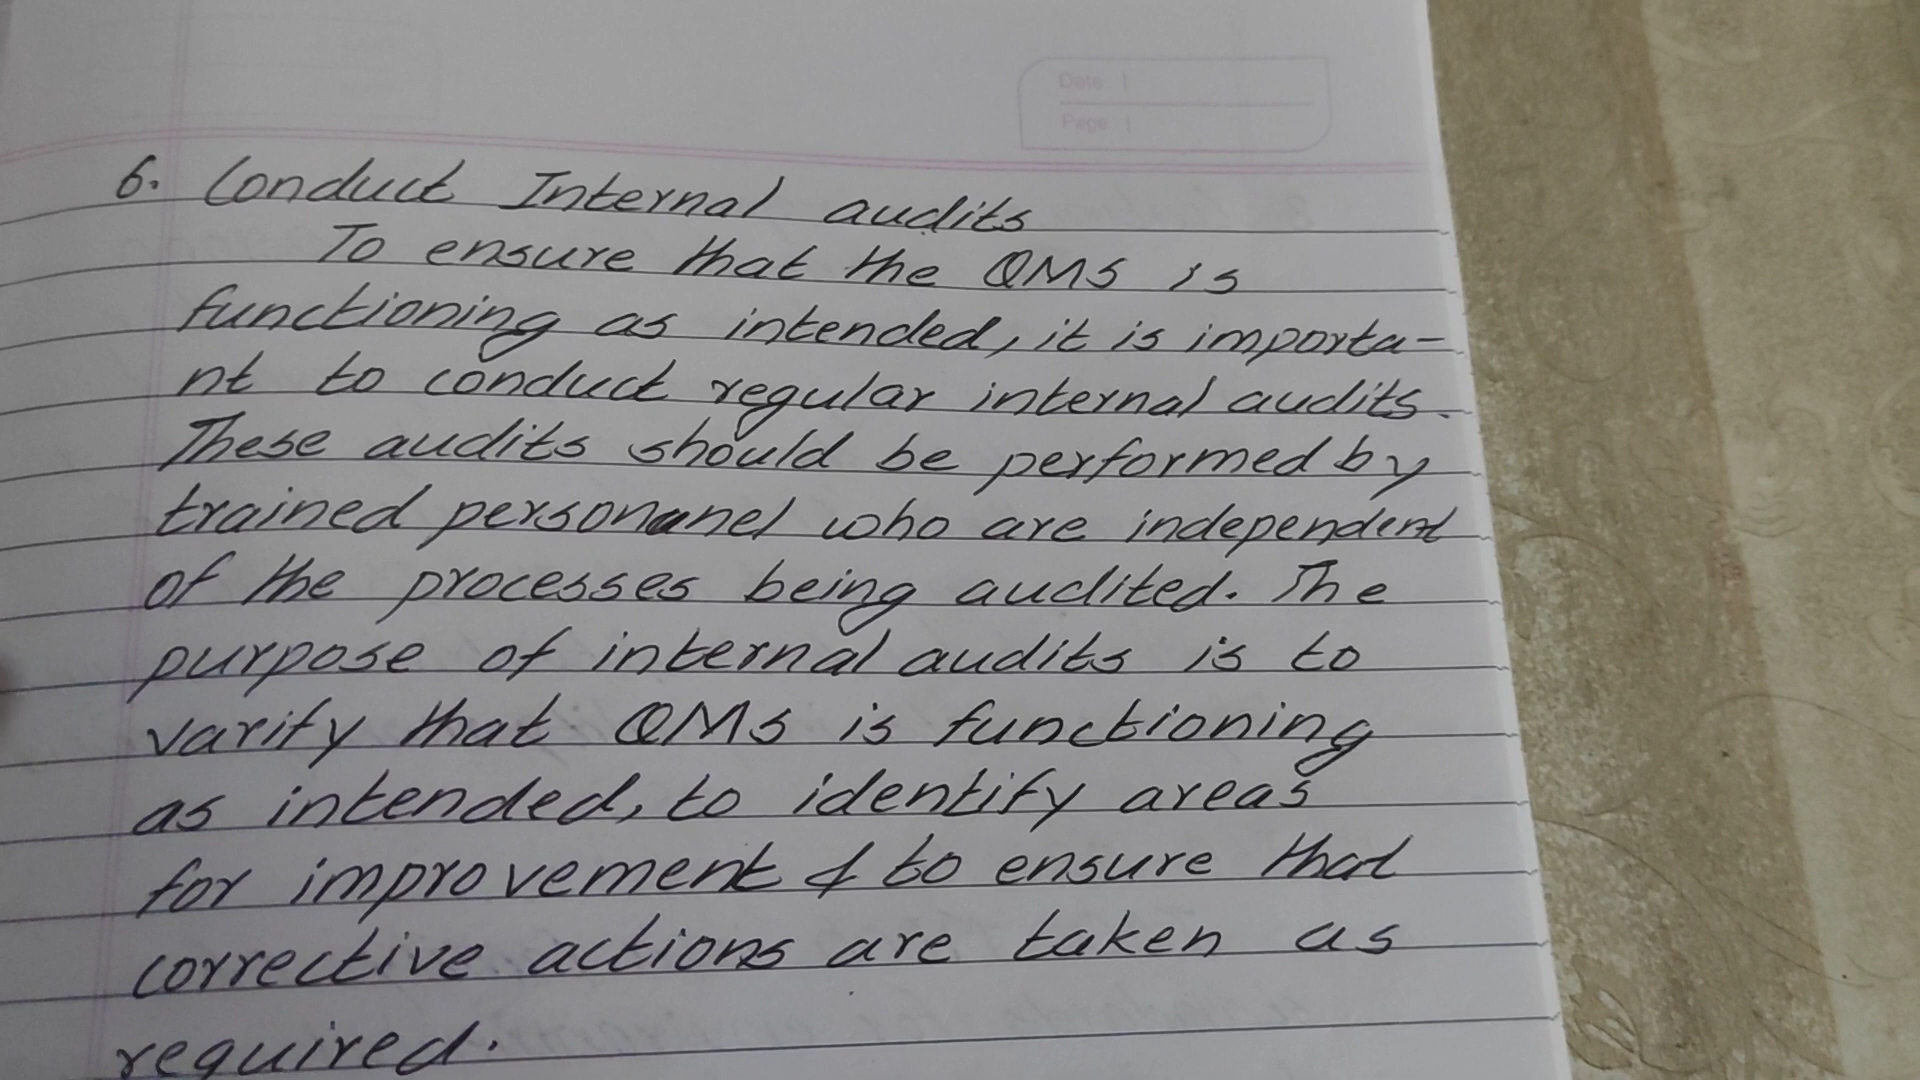 Date
Page
6. Conduct Internal audits
To ensure that the QMS is
functioning as intended, it is importa-
nt to conduct regular internal audits.
These audits should be performed by
trained personanel who are independent
of the processes being audited. The
purpose of internal audits is to
varify that QMS is functioning
as intended, to identify areas
for improvement & to ensure that
corrective actions are taken as
required.